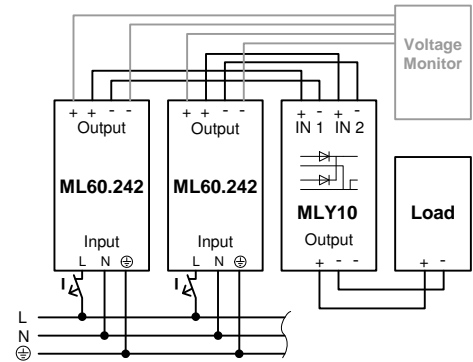 Voltage
Monitor
+ + - -
Output
ML60.242
Input
L N ⏚
I
+ + - -
Output
ML60.242
Input
L N ⏚
I
+ - + -
IN 1 IN 2
MLY10
Output
+ - -
Load
+ -
L
N
⏚